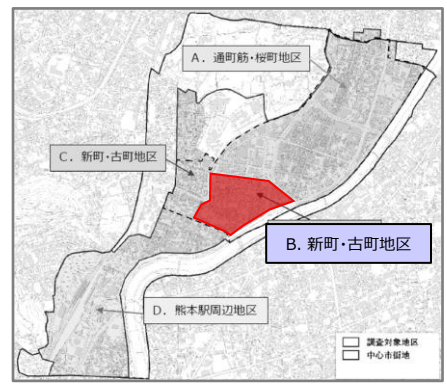 A．通町筋・桜町地区
C．新町・古町地区
B. 新町・古町地区
D．熊本駅周辺地区
調査対象地区
中心市街地